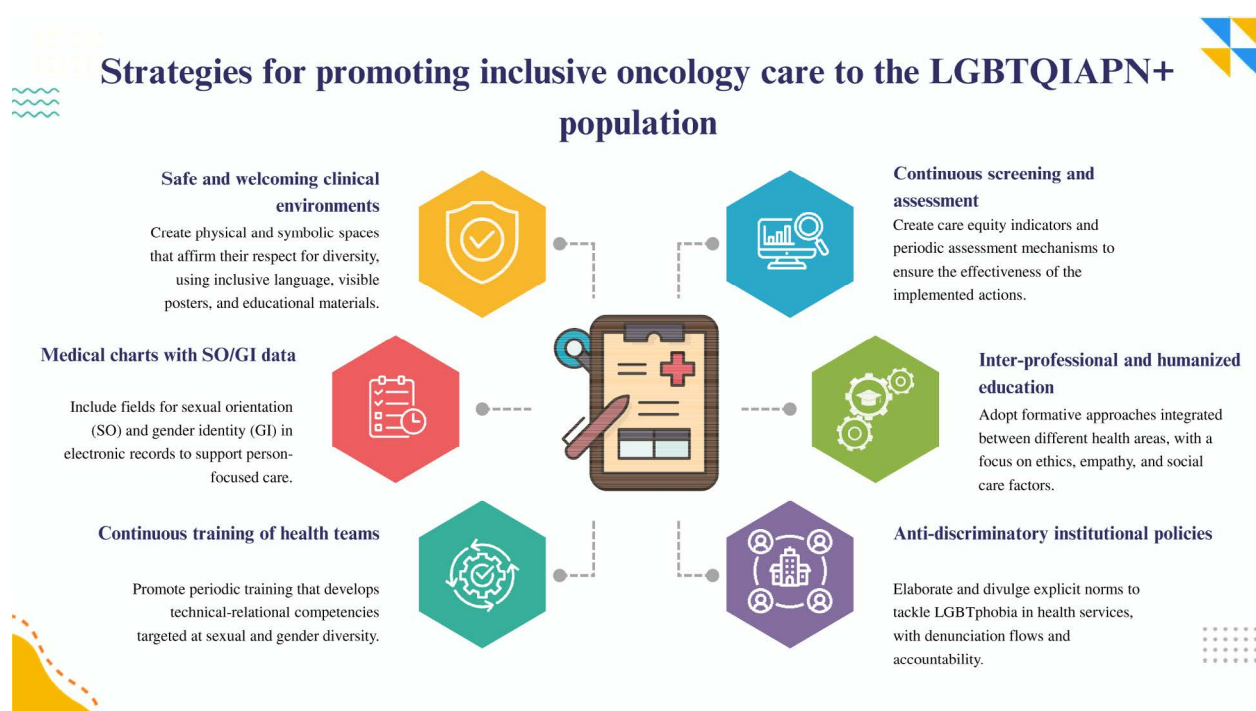 Strategies for promoting inclusive oncology care to the LGBTQIAPN+
population
Safe and welcoming clinical
environments
Create physical and symbolic spaces
that affirm their respect for diversity,
using inclusive language, visible
posters, and educational materials.
Medical charts with SO/GI data
Include fields for sexual orientation
(SO) and gender identity (GI) in
electronic records to support person-
focused care.
Continuous training of health teams
Promote periodic training that develops
technical-relational competencies
targeted at sexual and gender diversity.
Continuous screening and
assessment
Create care equity indicators and
periodic assessment mechanisms to
ensure the effectiveness of the
implemented actions.
Inter-professional and humanized
education
Adopt formative approaches integrated
between different health areas, with a
focus on ethics, empathy, and social
care factors.
Anti-discriminatory institutional policies
Elaborate and divulge explicit norms to
tackle LGBTphobia in health services,
with denunciation flows and
accountability.